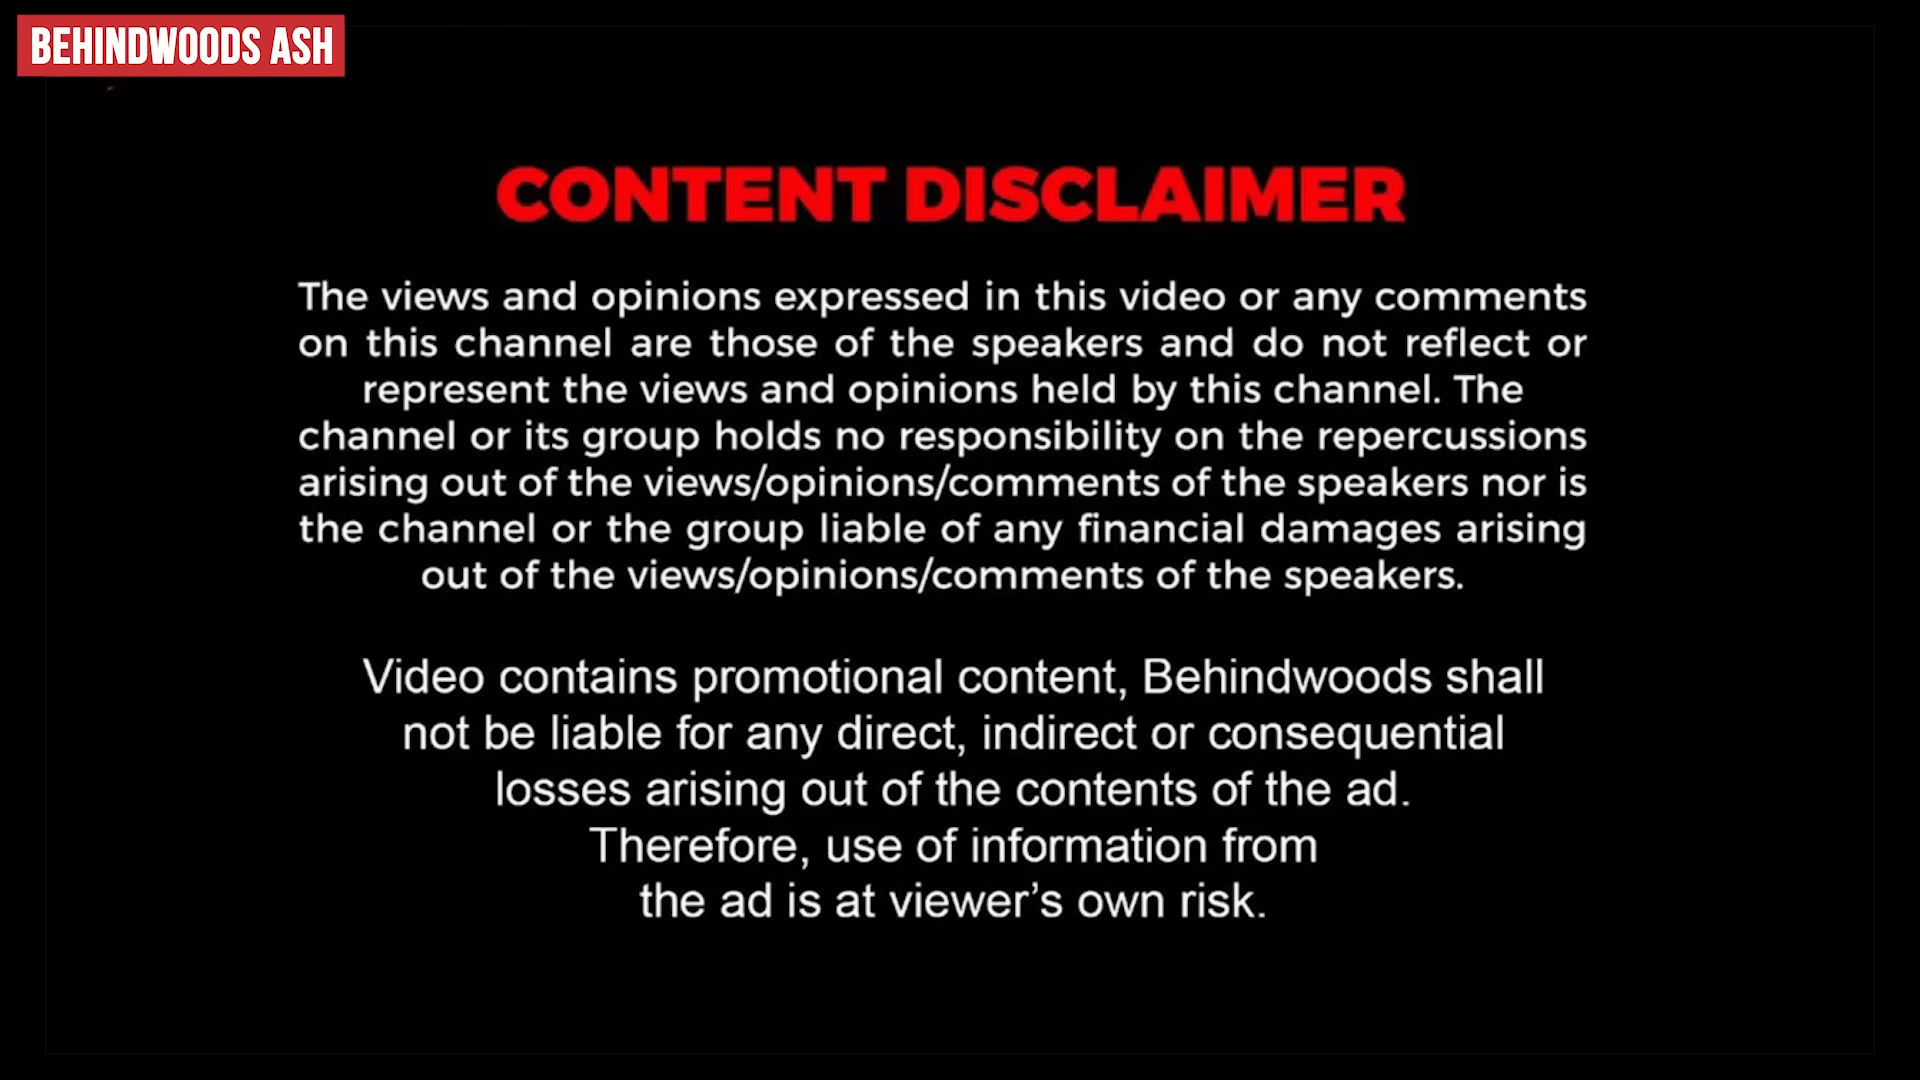 BEHINDWOODS ASH
CONTENT DISCLAIMER
The views and opinions expressed in this video or any comments
on this channel are those of the speakers and do not reflect or
represent the views and opinions held by this channel. The
channel or its group holds no responsibility on the repercussions
arising out of the views/opinions/comments of the speakers nor is
the channel or the group liable of any financial damages arising
out of the views/opinions/comments of the speakers.
Video contains promotional content, Behindwoods shall
not be liable for any direct, indirect or consequential
losses arising out of the contents of the ad.
Therefore, use of information from
the ad is at viewer’s own risk.